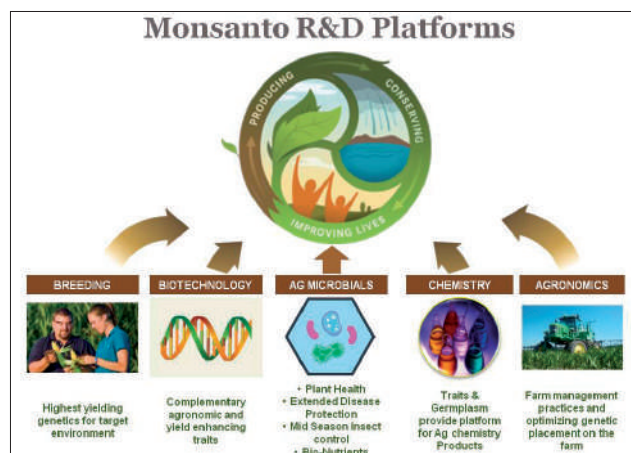 Monsanto R&D Platforms
PRODUCING
CONSERVING
IMPROVING LIVES
BREEDING
BIOTECHNOLOGY
AG MICROBIALS
CHEMISTRY
AGRONOMICS
Highest yielding
genetics for target
environment
Complementary
agronomic and
yield enhancing
traits
• Plant Health
• Extended Disease
Protection
• Mid Season Insect
control
• Bio-Nutrients
Traits &
Germplasm
provide platform
for Ag chemistry
Products
Farm management
practices and
optimizing genetic
placement on the
farm